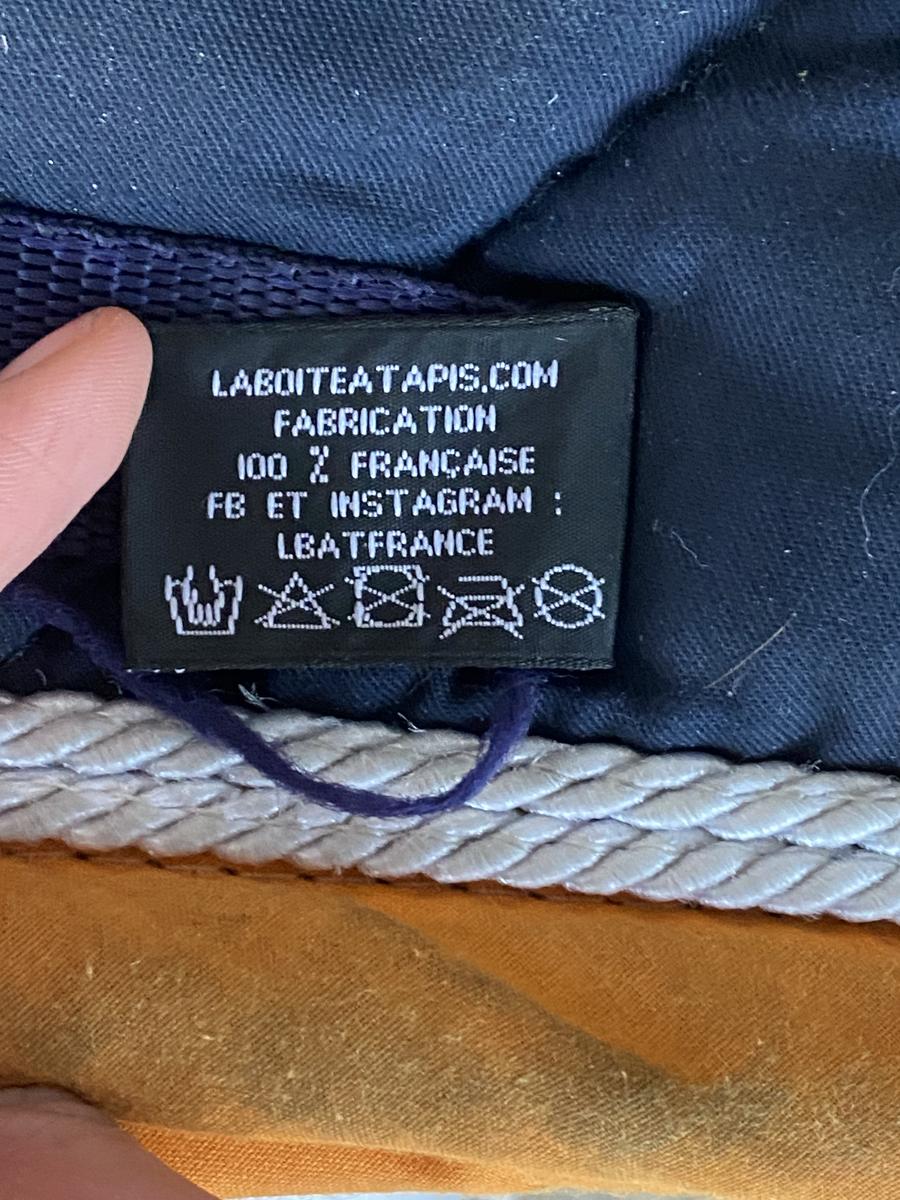 LABOITEATAPIS.COM
FABRICATION
100 % FRANÇAISE
FB ET INSTAGRAM :
LBATFRANCE